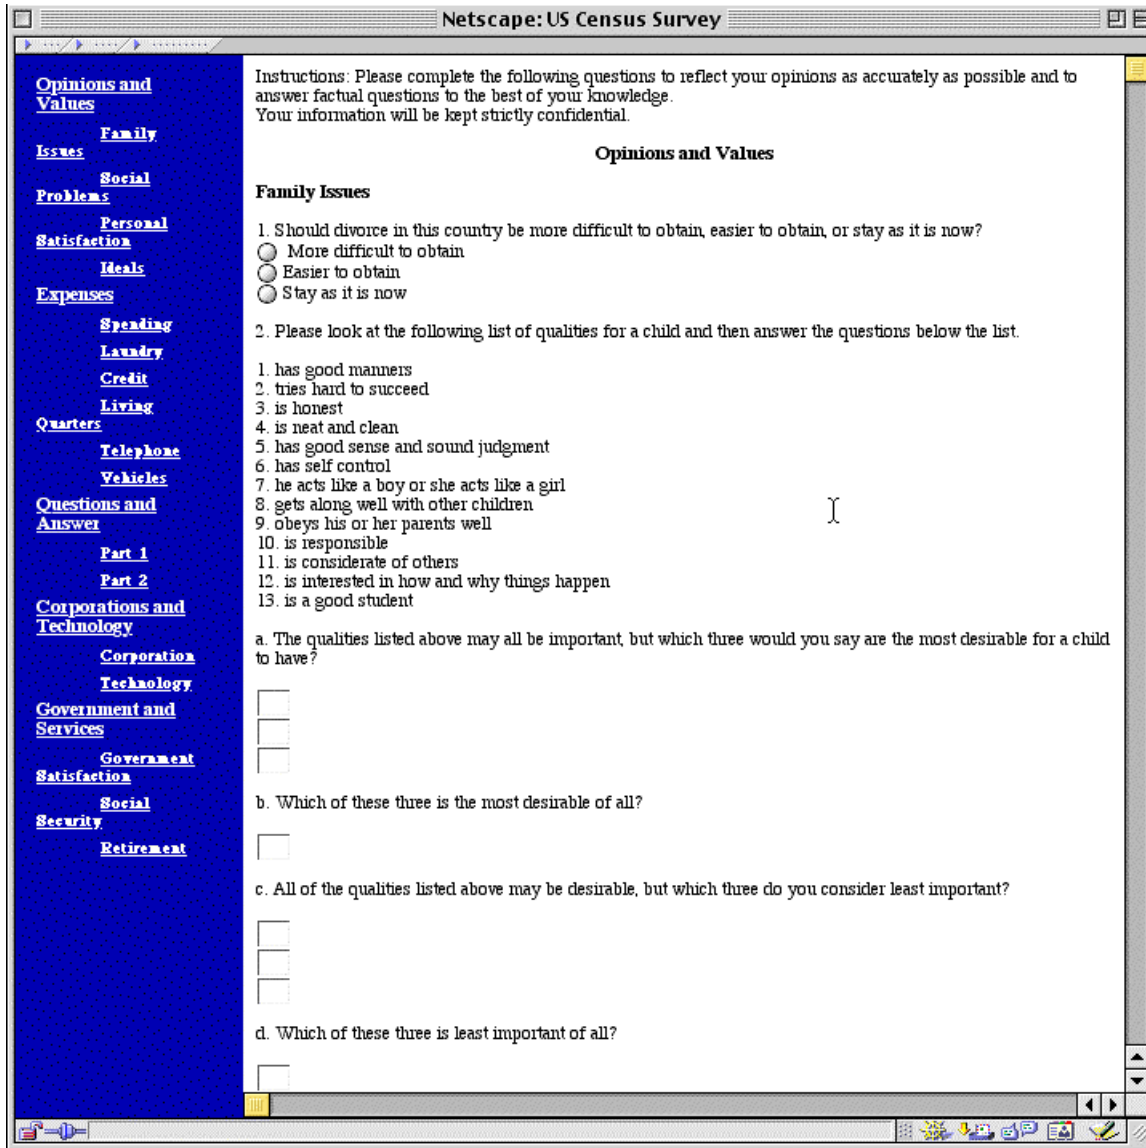 Netscape: US Census Survey
Opinions and
Values
Family
Issues
Social
Problems
Personal
Satisfaction
Ideals
Expenses
Spending
Laundry
Credit
Living
Quarters
Telephone
Vehicles
Questions and
Answer
Part 1
Part 2
Corporations and
Technology
Corporation
Technology
Government and
Services
Government
Satisfaction
Social
Security
Retirement
Instructions: Please complete the following questions to reflect your opinions as accurately as possible and to
answer factual questions to the best of your knowledge.
Your information will be kept strictly confidential.
Opinions and Values
Family Issues
1. Should divorce in this country be more difficult to obtain, easier to obtain, or stay as it is now?
More difficult to obtain
Easier to obtain
Stay as it is now
2. Please look at the following list of qualities for a child and then answer the questions below the list.
1. has good manners
2. tries hard to succeed
3. is honest
4. is neat and clean
5. has good sense and sound judgment
6. has self control
7. he acts like a boy or she acts like a girl
8. gets along well with other children
9. obeys his or her parents well
10. is responsible
11. is considerate of others
12. is interested in how and why things happen
13. is a good student
a. The qualities listed above may all be important, but which three would you say are the most desirable for a child
to have?
b. Which of these three is the most desirable of all?
c. All of the qualities listed above may be desirable, but which three do you consider least important?
d. Which of these three is least important of all?